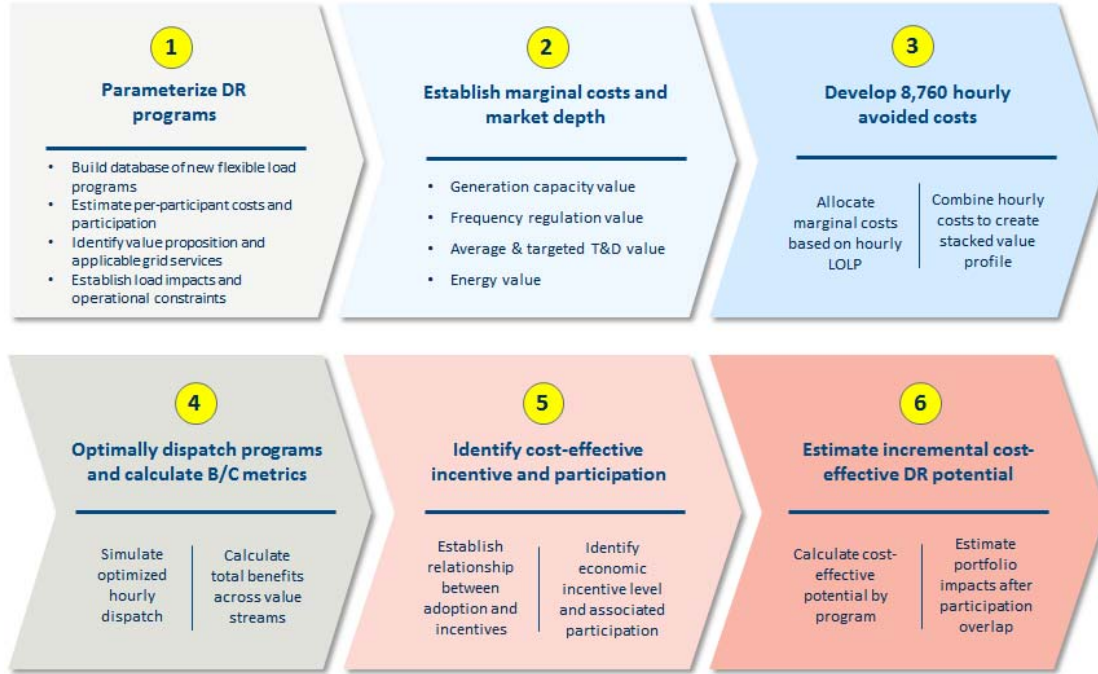 1
Parameterize DR
programs
• Build database of new flexible load
programs
• Estimate per-participant costs and
participation
• Identify value proposition and
applicable grid services
• Establish load impacts and
operational constraints
2
Establish marginal costs and
market depth
• Generation capacity value
• Frequency regulation value
• Average & targeted T&D value
• Energy value
3
Develop 8,760 hourly
avoided costs
Allocate
marginal costs
based on hourly
LOLP
Combine hourly
costs to create
stacked value
profile
4
Optimally dispatch programs
and calculate B/C metrics
Simulate
optimized
hourly
dispatch
Calculate
total benefits
across value
streams
5
Identify cost-effective
incentive and participation
Establish
relationship
between
adoption and
incentives
Identify
economic
incentive level
and associated
participation
6
Estimate incremental cost-
effective DR potential
Calculate cost-
effective
potential by
program
Estimate
portfolio
impacts after
participation
overlap